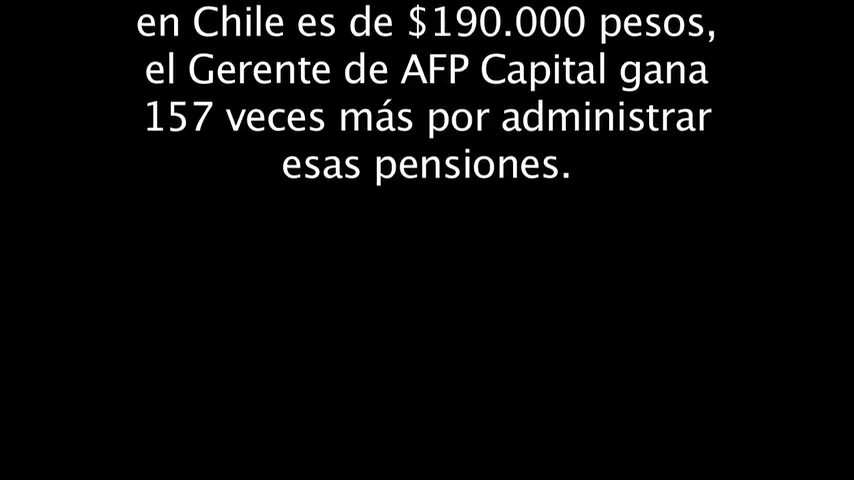 en Chile es de $190.000 pesos,
el Gerente de AFP Capital gana
157 veces más por administrar
esas pensiones.